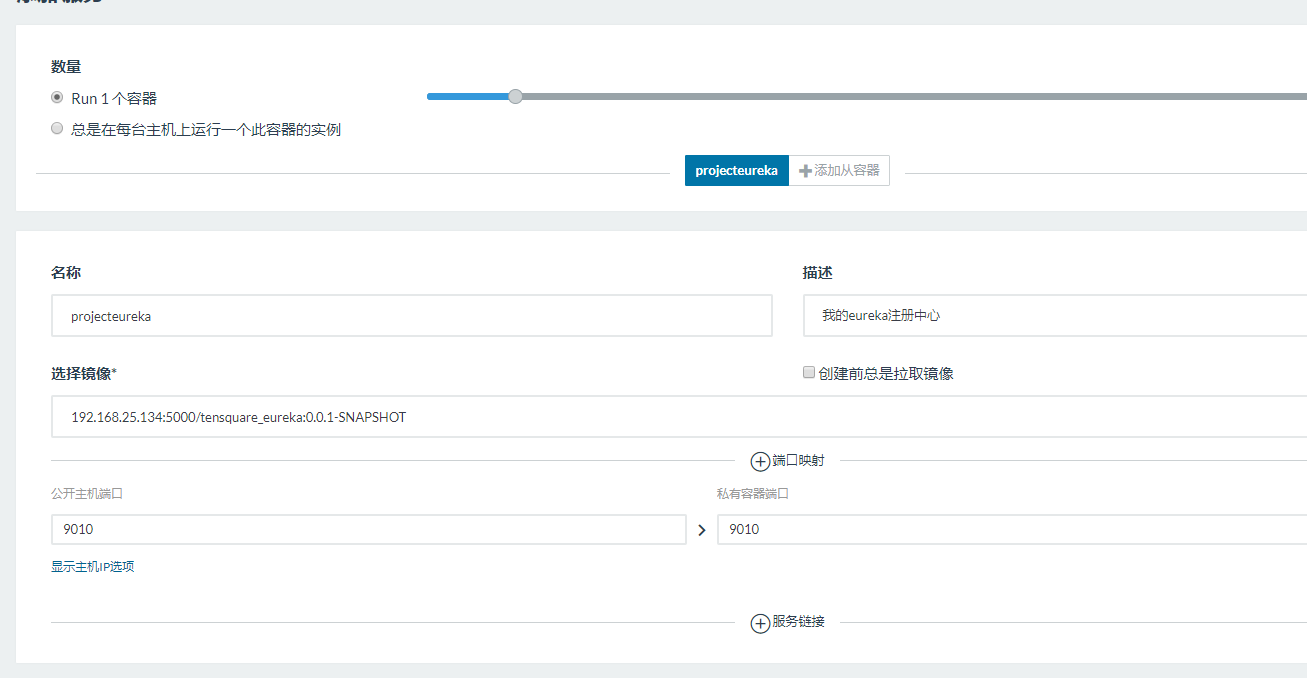 数量
Run 1 个容器
总是在每台主机上运行一个此容器的实例
projecteureka
添加从容器
名称
描述
projecteureka
我的eureka注册中心
选择镜像*
创建前总是拉取镜像
192.168.25.134:5000/tensquare_eureka:0.0.1-SNAPSHOT
端口映射
公开主机端口
私有容器端口
9010
9010
显示主机IP选项
服务链接